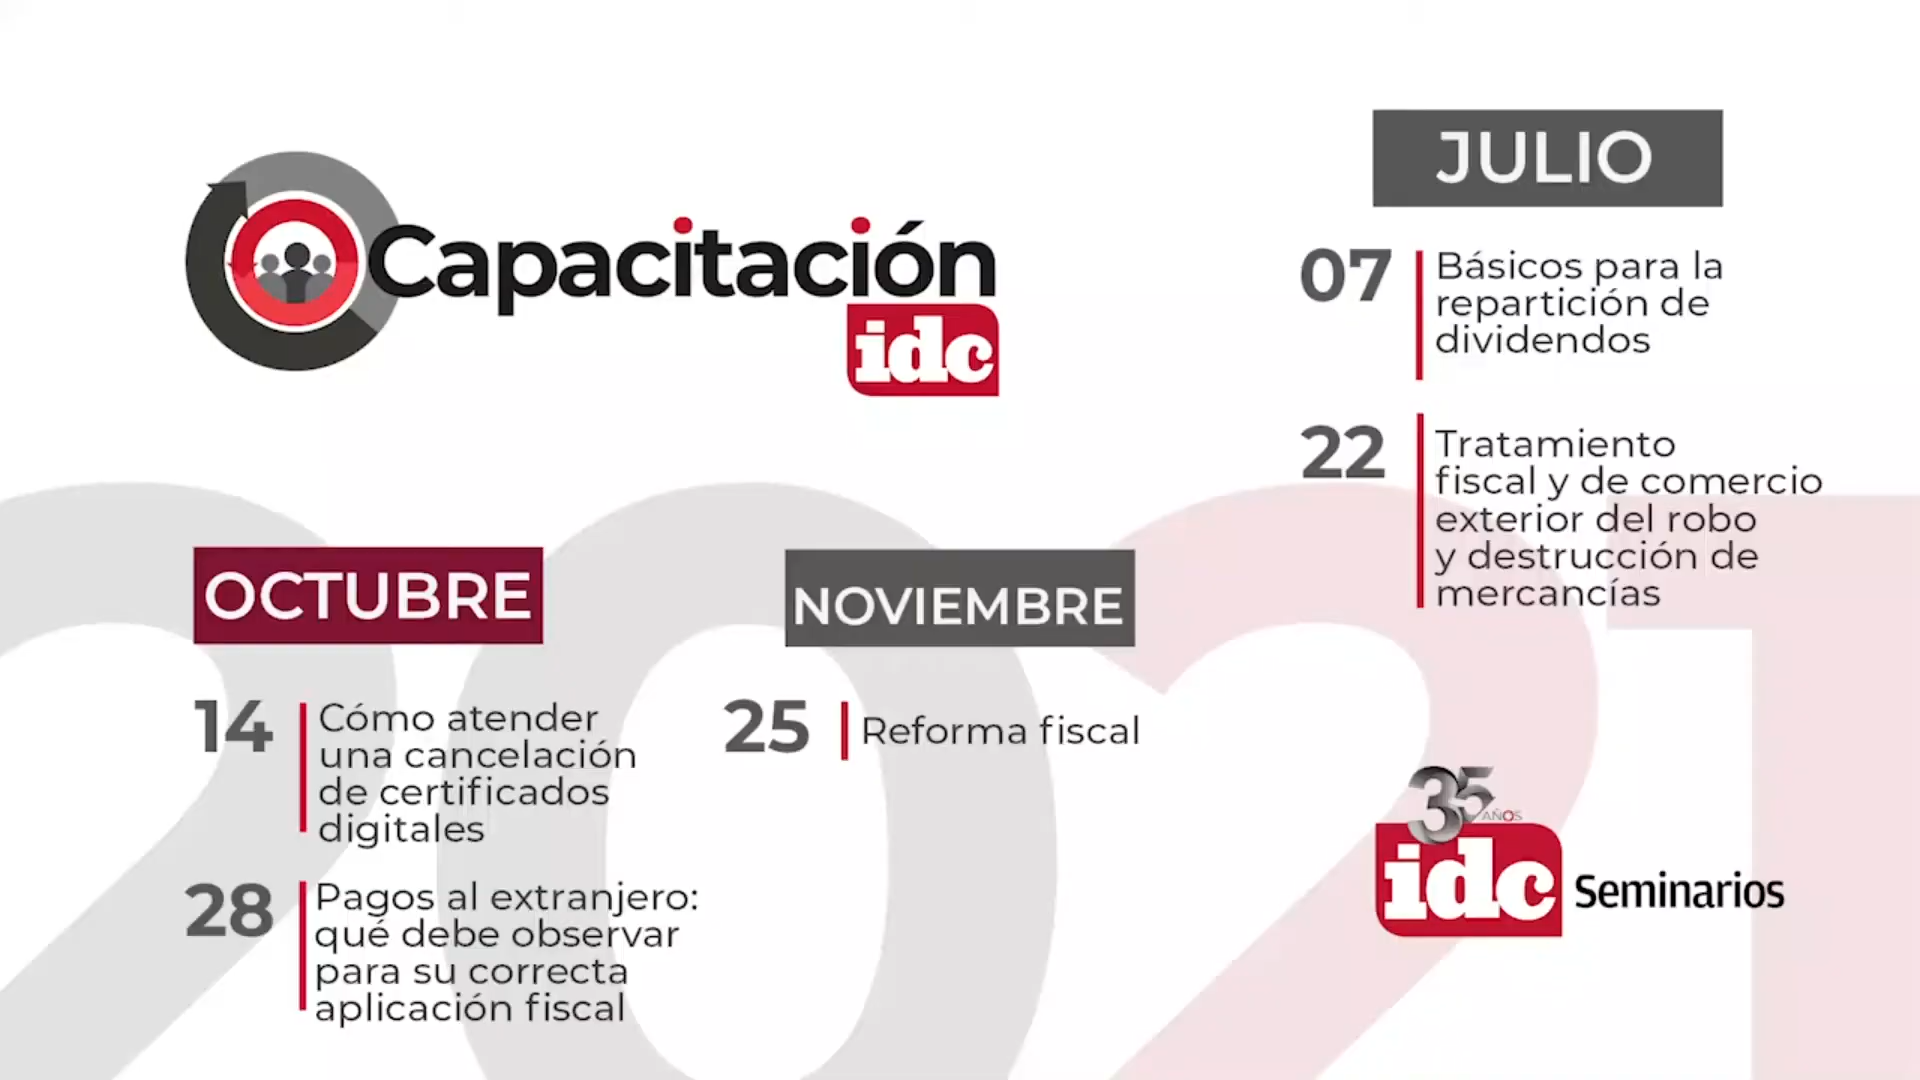 Capacitación
idc
JULIO
07
Básicos para la
repartición de
dividendos
22
Tratamiento
fiscal y de comercio
exterior del robo
y destrucción de
mercancías
OCTUBRE
14
Cómo atender
una cancelación
de certificados
digitales
28
Pagos al extranjero:
qué debe observar
para su correcta
aplicación fiscal
NOVIEMBRE
25
Reforma fiscal
35
AÑOS
idc Seminarios
2021